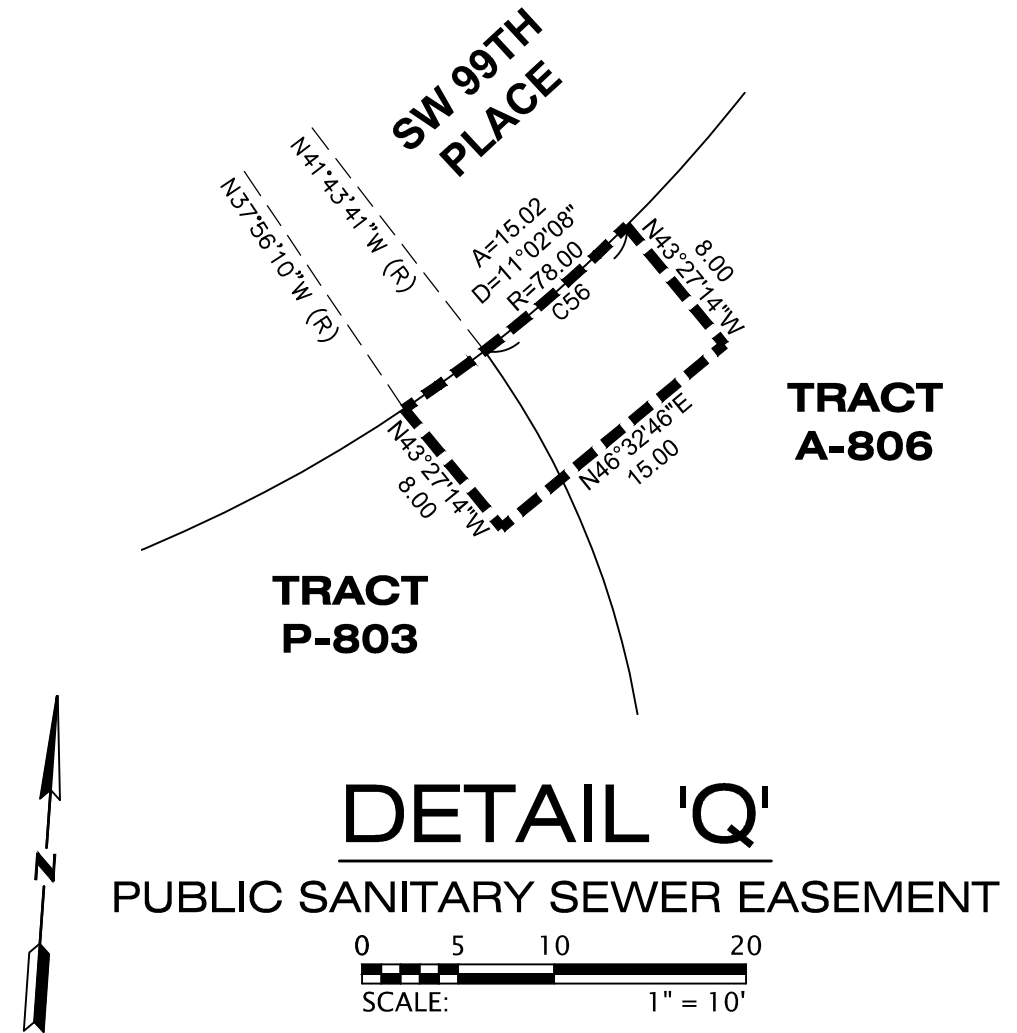 SW 99TH
PLACE
N41°43'41"W (R)
N37°56'10"W (R)
A=15.02
D=11°02'08"
R=78.00
C56
8.00
N43°27'14"W
TRACT
A-806
N46°32'46"E
15.00
N43°27'14"W
8.00
TRACT
P-803
N
DETAIL 'Q'
PUBLIC SANITARY SEWER EASEMENT
0 5 10 20
SCALE: 1" = 10'